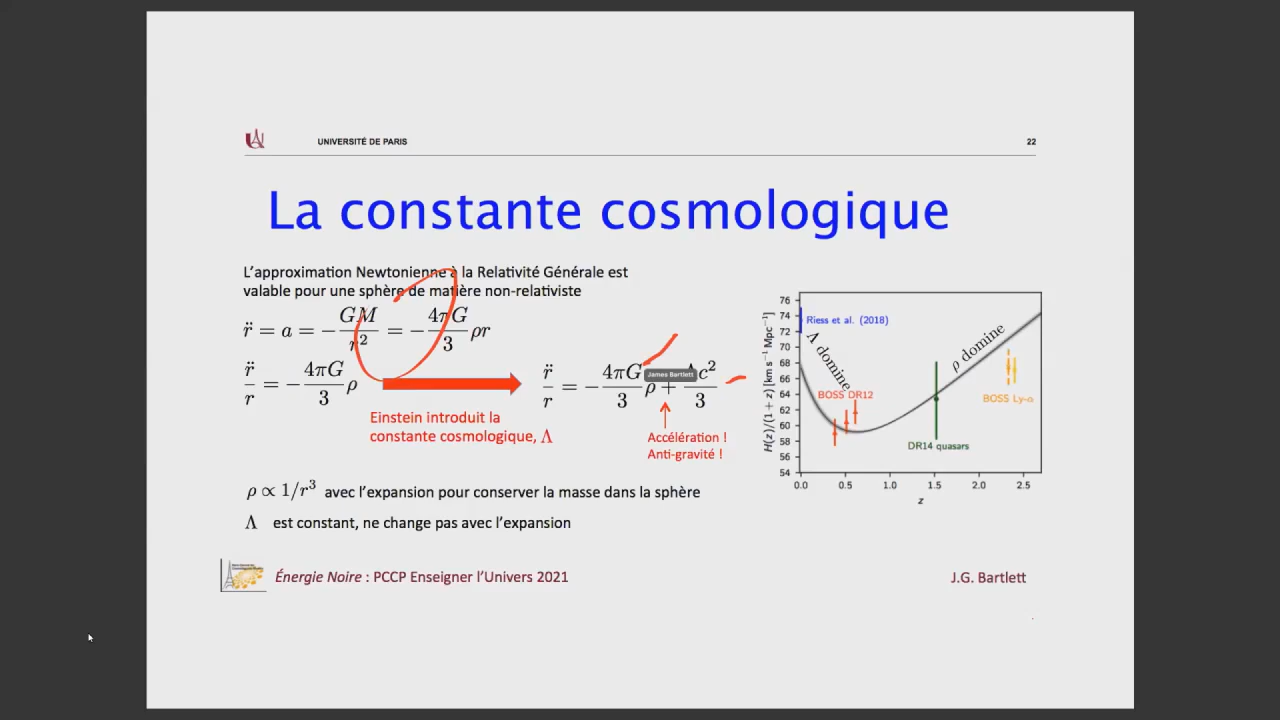 UNIVERSITÉ DE PARIS
22
La constante cosmologique
L'approximation Newtonienne à la Relativité Générale est
valable pour une sphère de matière non-relativiste
r̈ = a = − GM/r² = − 4πG/3 ρr
r̈/r = − 4πG/3 ρ
r̈/r = − 4πG/3 ρ + Λc²/3
James Bartlett
Einstein introduit la
constante cosmologique, Λ
Accélération !
Anti-gravité !
ρ ∝ 1/r³ avec l'expansion pour conserver la masse dans la sphère
Λ est constant, ne change pas avec l'expansion
H(z)/(1 + z) [km s⁻¹ Mpc⁻¹]
76
74
72
70
68
66
64
62
60
58
56
54
Riess et al. (2018)
Λ domine
ρ domine
BOSS DR12
BOSS Ly-α
DR14 quasars
0.0 0.5 1.0 1.5 2.0 2.5
z
Énergie Noire : PCCP Enseigner l'Univers 2021
J.G. Bartlett